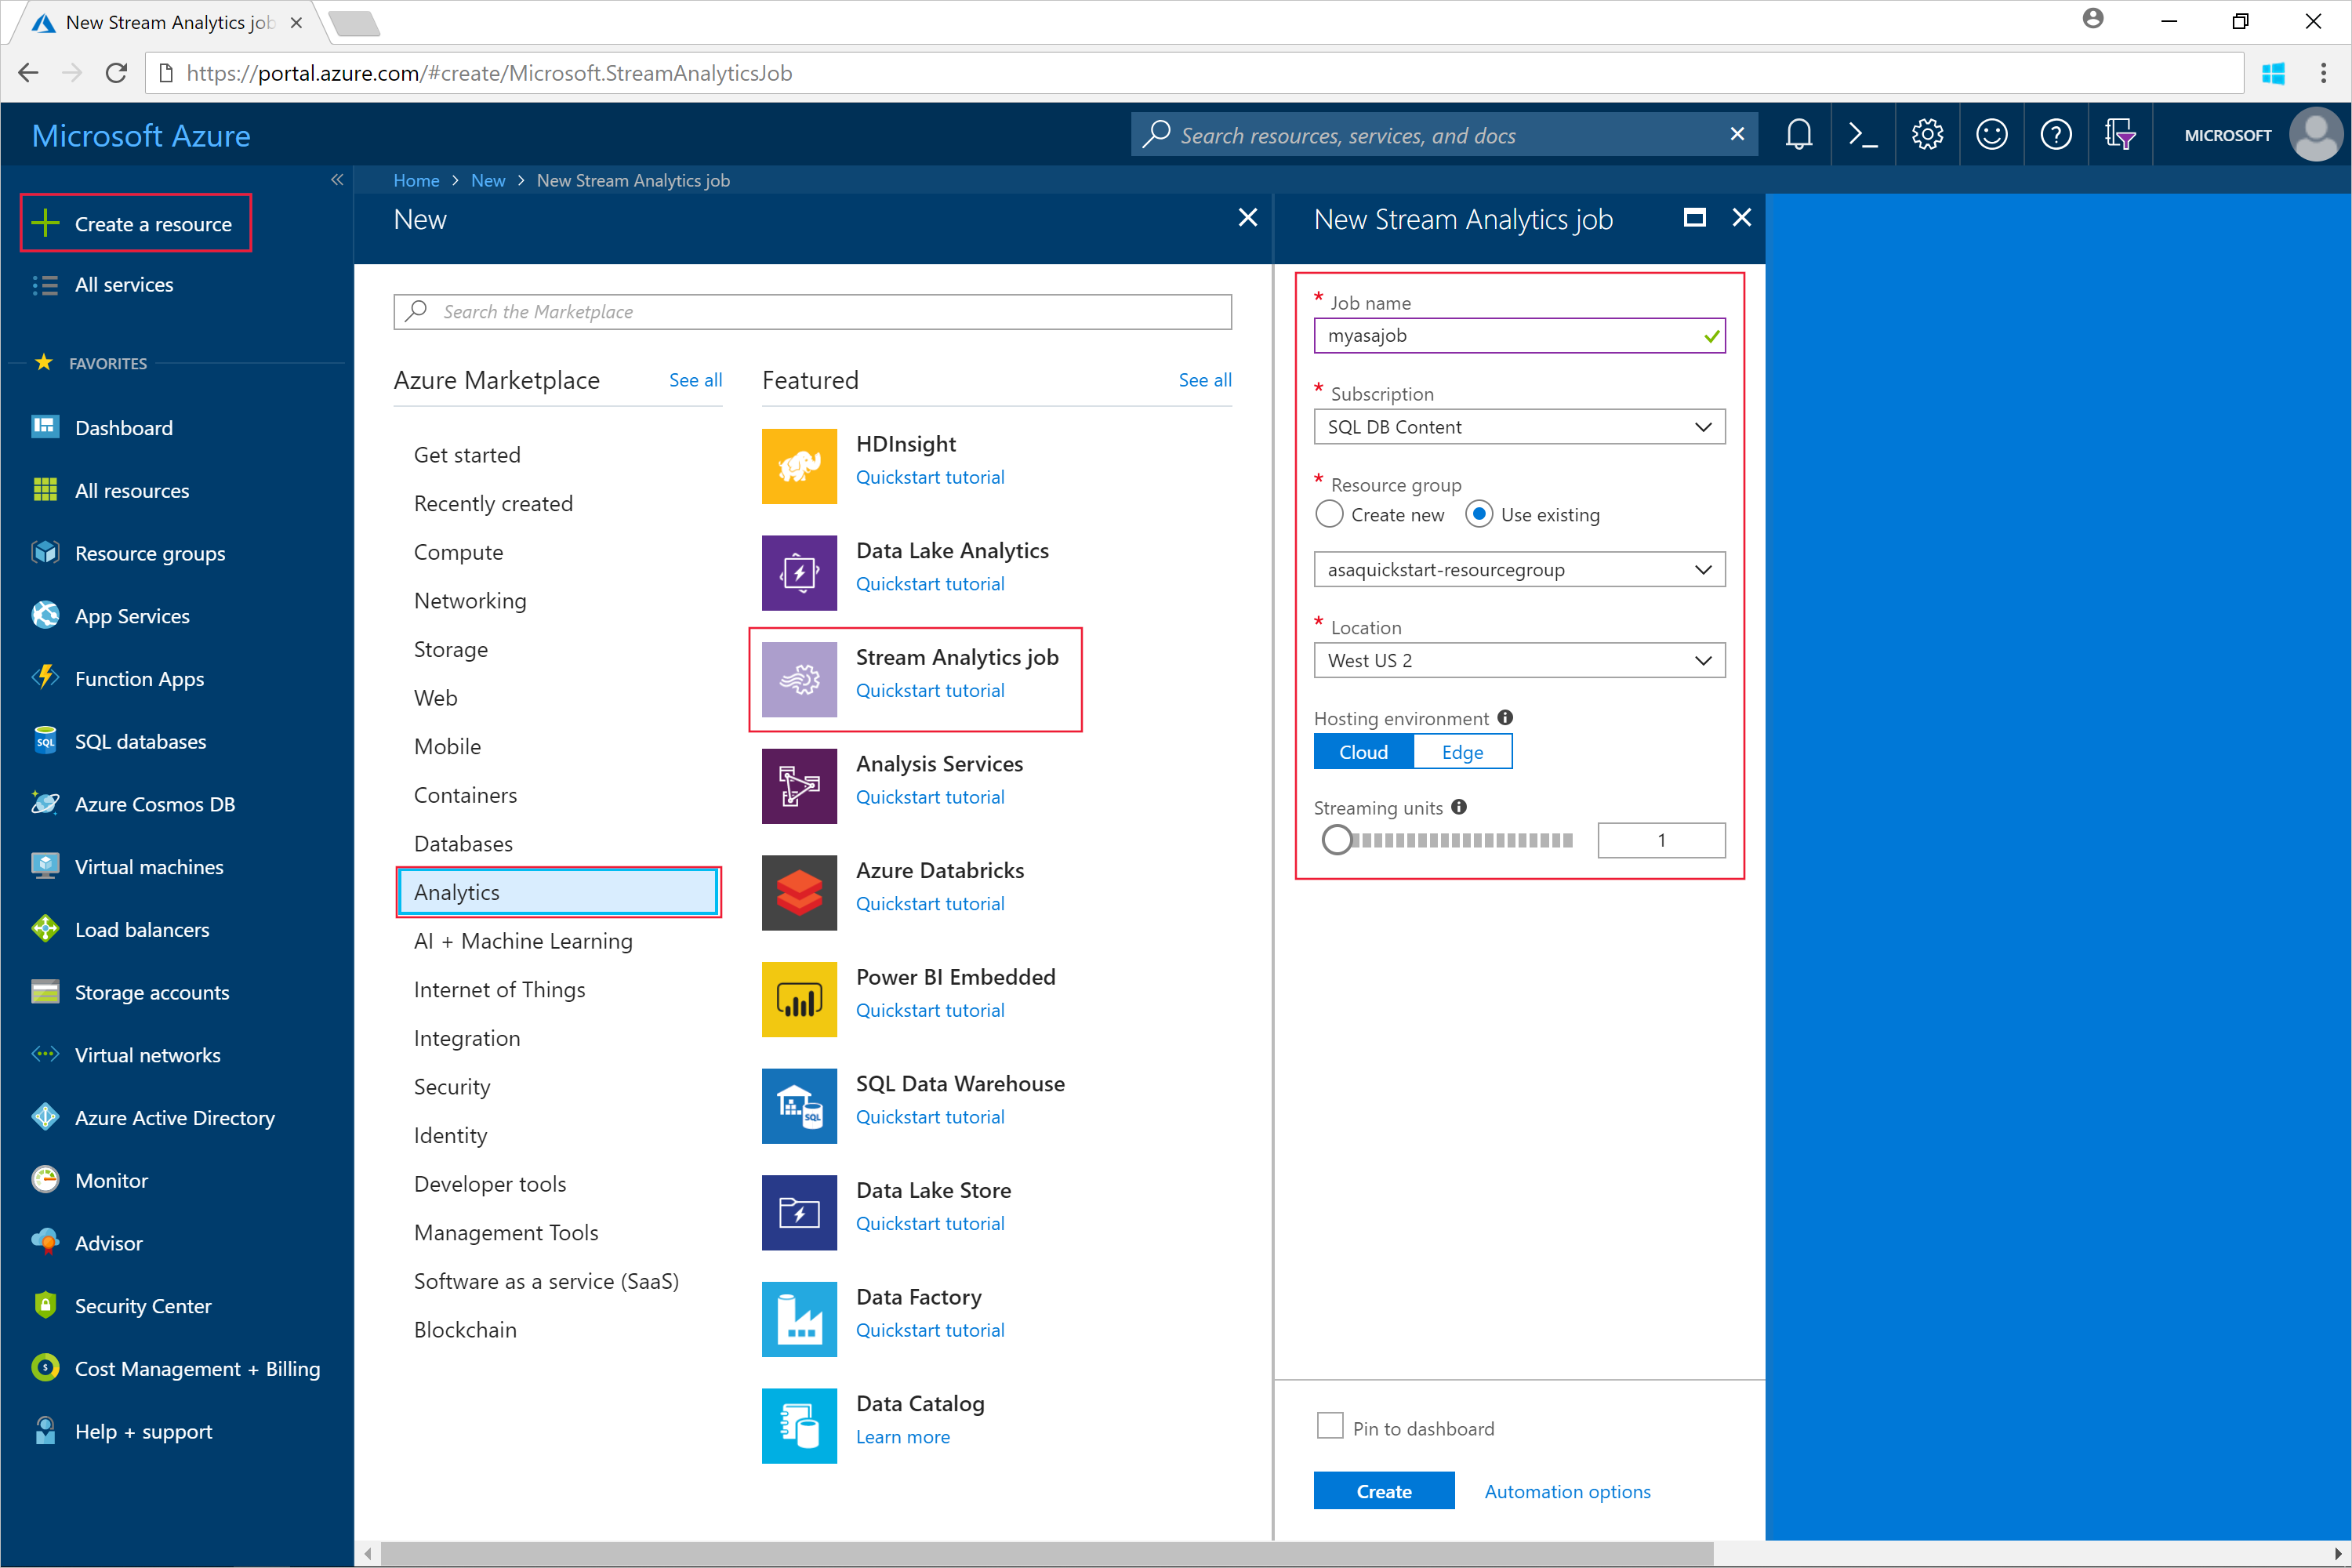 New Stream Analytics job
https://portal.azure.com/#create/Microsoft.StreamAnalyticsJob
Microsoft Azure
Search resources, services, and docs
MICROSOFT
Home > New > New Stream Analytics job
Create a resource
All services
FAVORITES
Dashboard
All resources
Resource groups
App Services
Function Apps
SQL databases
Azure Cosmos DB
Virtual machines
Load balancers
Storage accounts
Virtual networks
Azure Active Directory
Monitor
Advisor
Security Center
Cost Management + Billing
Help + support
New
Search the Marketplace
Azure Marketplace See all
Get started
Recently created
Compute
Networking
Storage
Web
Mobile
Containers
Databases
Analytics
AI + Machine Learning
Internet of Things
Integration
Security
Identity
Developer tools
Management Tools
Software as a service (SaaS)
Blockchain
Featured See all
HDInsight
Quickstart tutorial
Data Lake Analytics
Quickstart tutorial
Stream Analytics job
Quickstart tutorial
Analysis Services
Quickstart tutorial
Azure Databricks
Quickstart tutorial
Power BI Embedded
Quickstart tutorial
SQL Data Warehouse
Quickstart tutorial
Data Lake Store
Quickstart tutorial
Data Factory
Quickstart tutorial
Data Catalog
Learn more
New Stream Analytics job
* Job name
myasajob
* Subscription
SQL DB Content
* Resource group
Create new Use existing
asaquickstart-resourcegroup
* Location
West US 2
Hosting environment
Cloud Edge
Streaming units
1
Pin to dashboard
Create Automation options